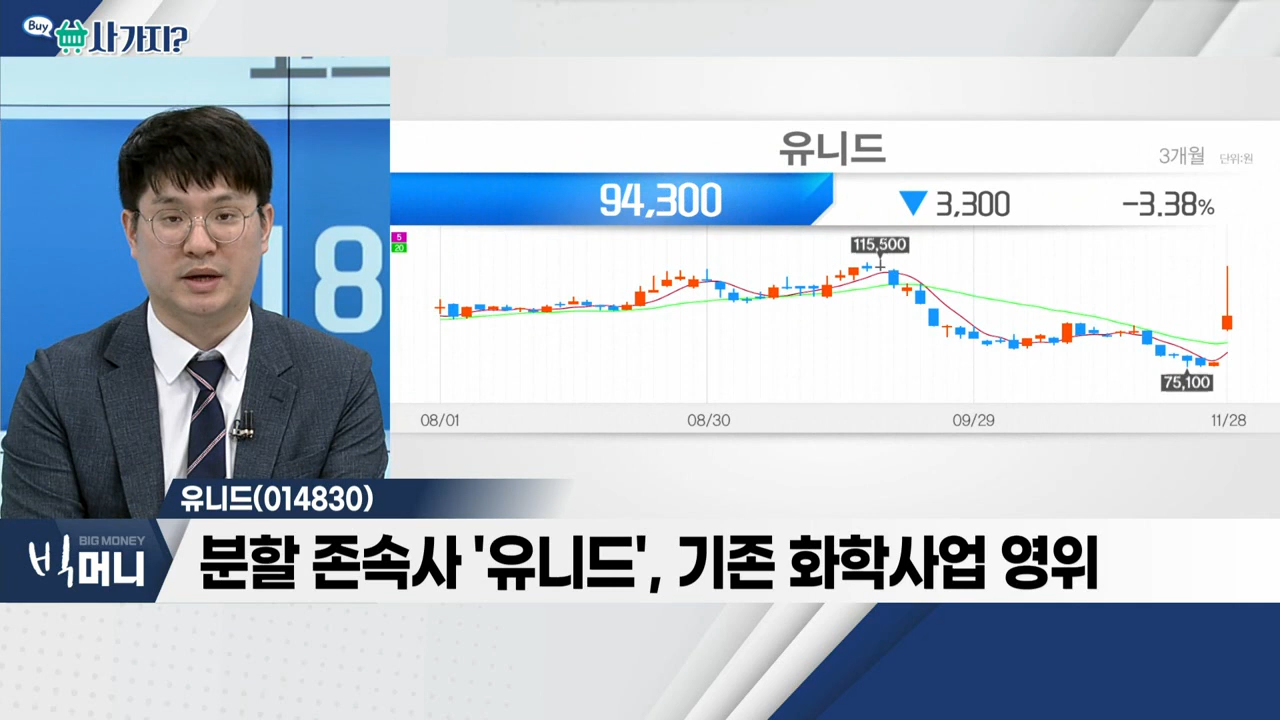 Buy 사가지?
18
유니드
3개월 단위:원
94,300 ▼ 3,300 -3.38%
5
20
115,500
75,100
08/01 08/30 09/29 11/28
유니드(014830)
BIG MONEY
빅머니
분할 존속사 '유니드', 기존 화학사업 영위